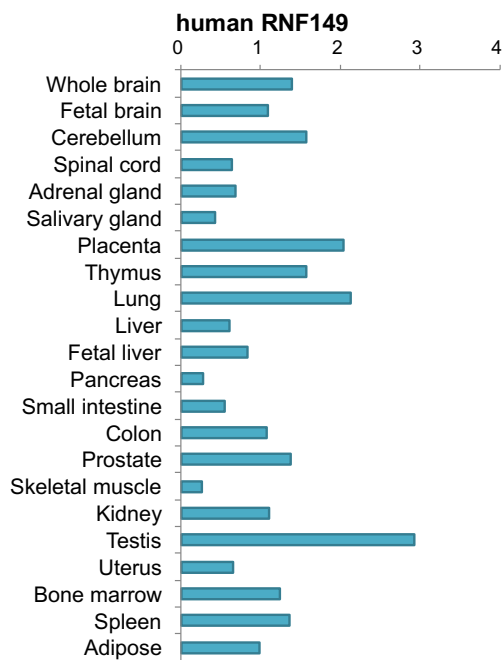 human RNF149
0 1 2 3 4
Whole brain
Fetal brain
Cerebellum
Spinal cord
Adrenal gland
Salivary gland
Placenta
Thymus
Lung
Liver
Fetal liver
Pancreas
Small intestine
Colon
Prostate
Skeletal muscle
Kidney
Testis
Uterus
Bone marrow
Spleen
Adipose